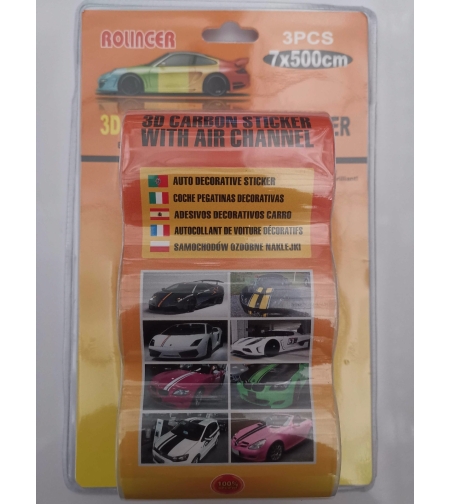 ROLINCER
3PCS
7x500cm
3D
3D CARBON STICKER
WITH AIR CHANNEL
AUTO DECORATIVE STICKER
COCHE PEGATINAS DECORATIVAS
ADESIVOS DECORATIVOS CARRO
AUTOCOLLANT DE VOITURE DÉCORATIFS
SAMOCHODÓW OZDOBNE NAKLEJKI
100%